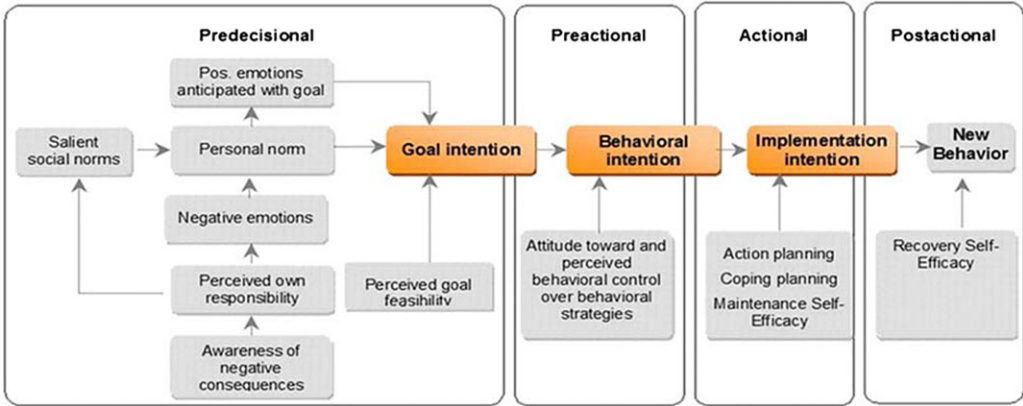 Predecisional
Preactional
Actional
Postactional
Pos. emotions
anticipated with goal
Salient
social norms
Personal norm
Goal intention
Behavioral
intention
Implementation
intention
New
Behavior
Negative emotions
Perceived own
responsibility
Perceived goal
feasibility
Awareness of
negative
consequences
Attitude toward and
perceived
behavioral control
over behavioral
strategies
Action planning
Coping planning
Maintenance Self-
Efficacy
Recovery Self-
Efficacy